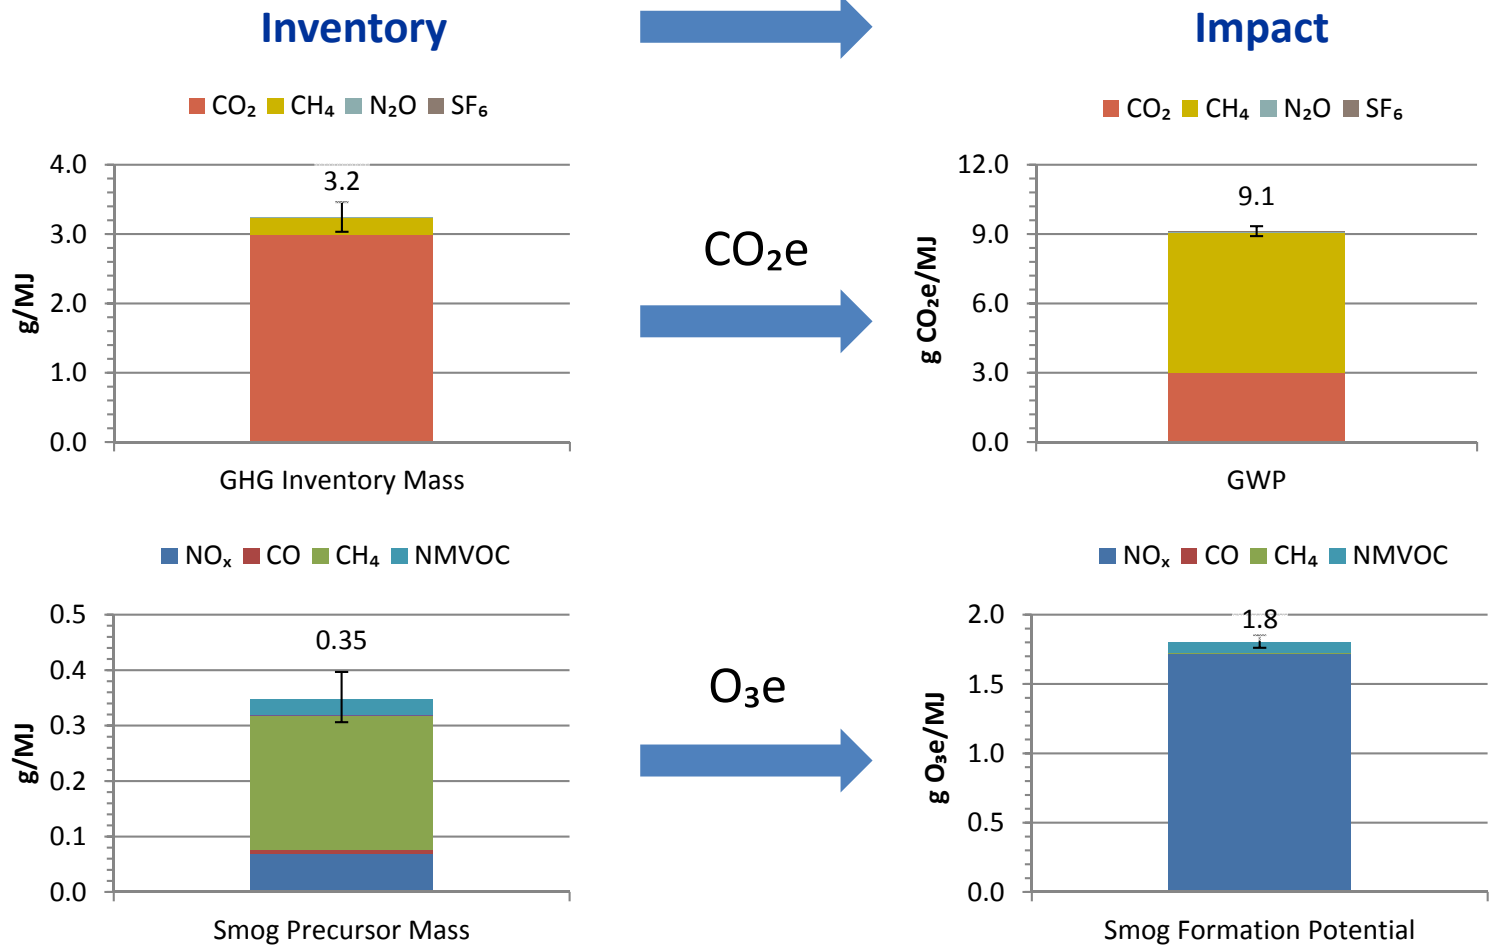 Inventory
Impact
CO₂ CH₄ N₂O SF₆
CO₂ CH₄ N₂O SF₆
4.0
3.0
2.0
1.0
0.0
g/MJ
3.2
GHG Inventory Mass
CO₂e
12.0
9.0
6.0
3.0
0.0
g CO₂e/MJ
9.1
GWP
NOₓ CO CH₄ NMVOC
NOₓ CO CH₄ NMVOC
0.5
0.4
0.3
0.2
0.1
0.0
g/MJ
0.35
Smog Precursor Mass
O₃e
2.0
1.5
1.0
0.5
0.0
g O₃e/MJ
1.8
Smog Formation Potential